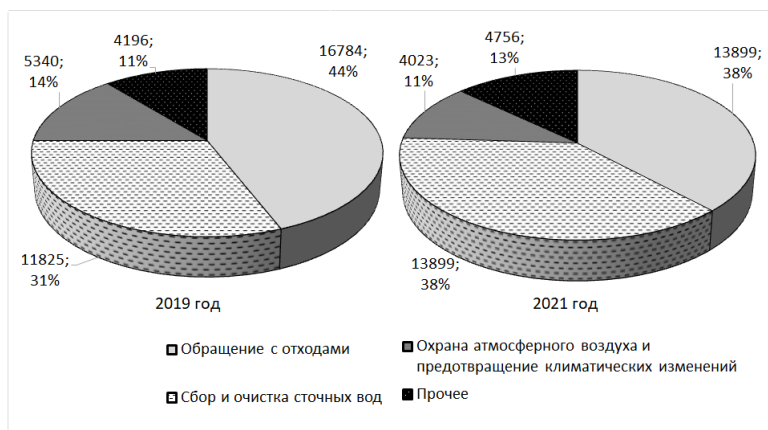 4196;
11%
5340;
14%
16784;
44%
11825;
31%
2019 год
4756;
13%
4023;
11%
13899;
38%
13899;
38%
2021 год
Обращение с отходами
Охрана атмосферного воздуха и
предотвращение климатических изменений
Сбор и очистка сточных вод
Прочее